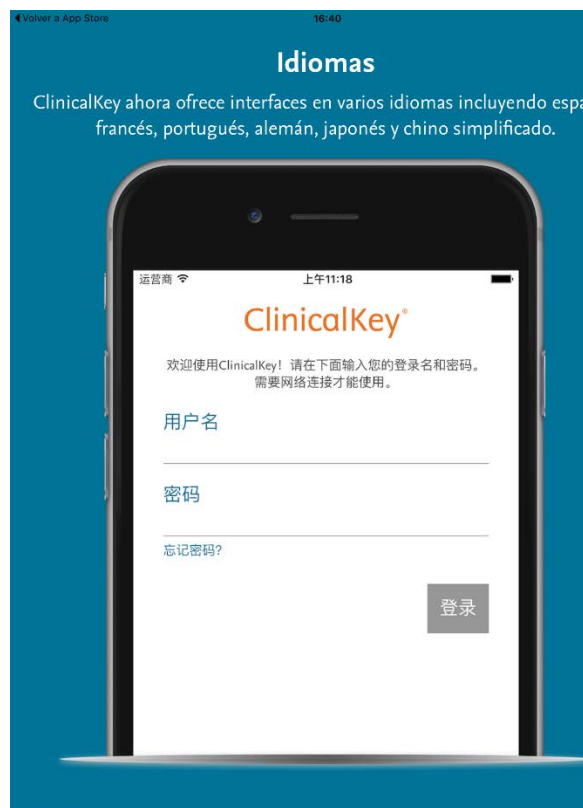 Volver a App Store 16:40
Idiomas
ClinicalKey ahora ofrece interfaces en varios idiomas incluyendo
francés, portugués, alemán, japonés y chino simplificado.
运营商 上午11:18
ClinicalKey®
欢迎使用ClinicalKey! 请在下面输入您的登录名和密码。
需要网络连接才能使用。
用户名
密码
忘记密码?
登录